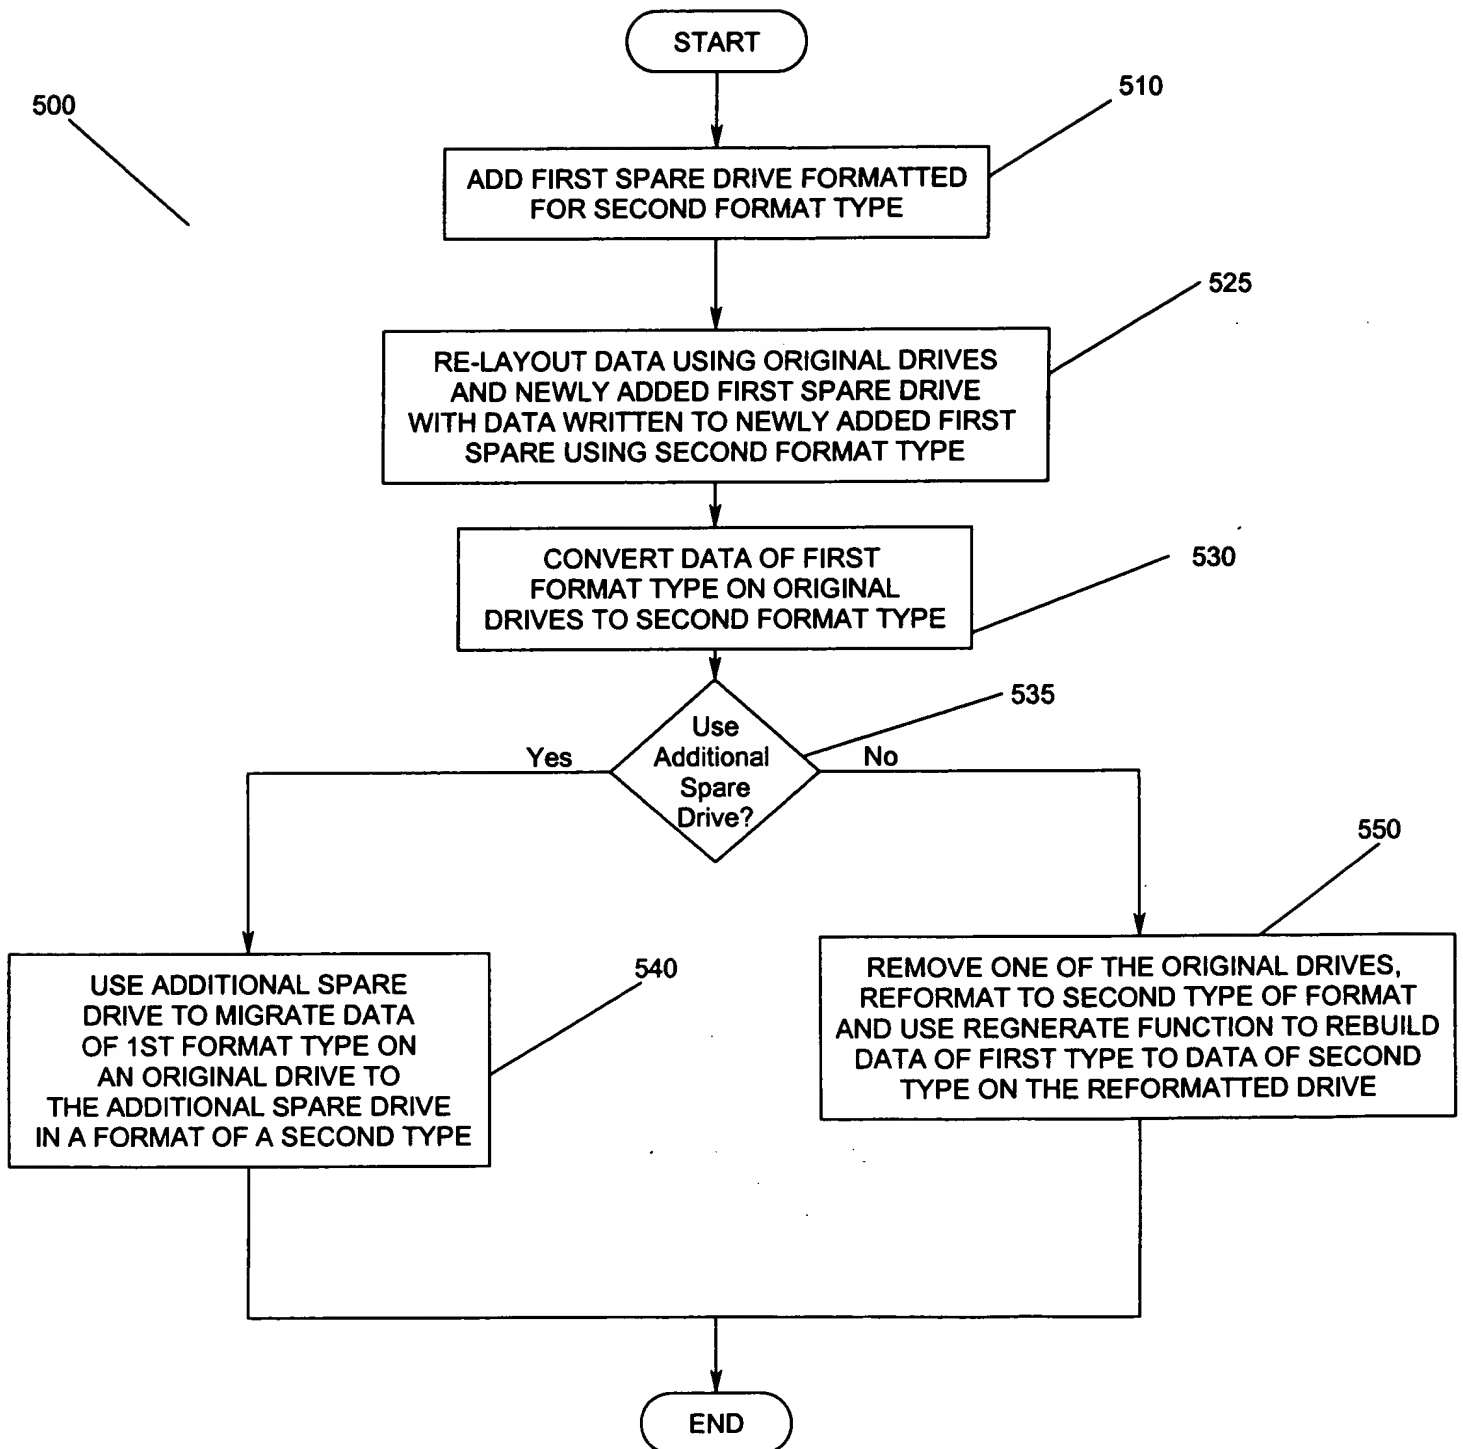 START
500
510
ADD FIRST SPARE DRIVE FORMATTED
FOR SECOND FORMAT TYPE
525
RE-LAYOUT DATA USING ORIGINAL DRIVES
AND NEWLY ADDED FIRST SPARE DRIVE
WITH DATA WRITTEN TO NEWLY ADDED FIRST
SPARE USING SECOND FORMAT TYPE
530
CONVERT DATA OF FIRST
FORMAT TYPE ON ORIGINAL
DRIVES TO SECOND FORMAT TYPE
535
Use
Additional
Spare
Drive?
Yes
No
550
540
USE ADDITIONAL SPARE
DRIVE TO MIGRATE DATA
OF 1ST FORMAT TYPE ON
AN ORIGINAL DRIVE TO
THE ADDITIONAL SPARE DRIVE
IN A FORMAT OF A SECOND TYPE
REMOVE ONE OF THE ORIGINAL DRIVES,
REFORMAT TO SECOND TYPE OF FORMAT
AND USE REGNERATE FUNCTION TO REBUILD
DATA OF FIRST TYPE TO DATA OF SECOND
TYPE ON THE REFORMATTED DRIVE
END